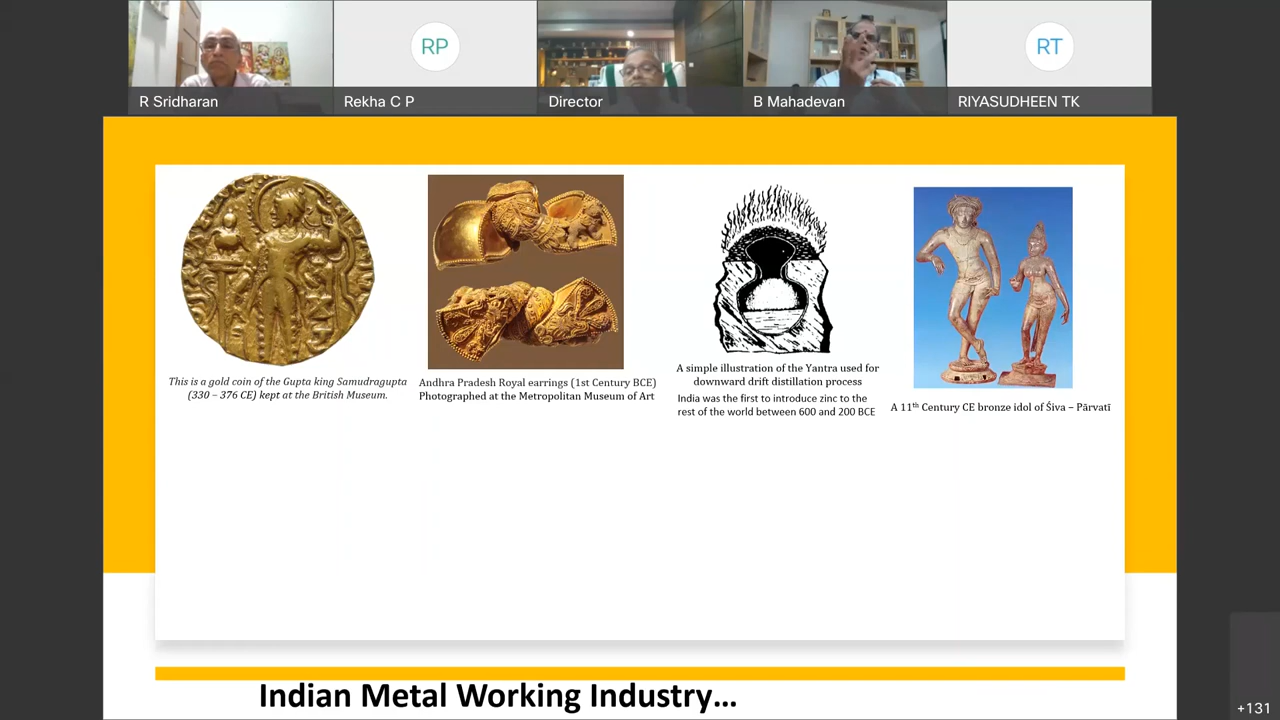 RP
RT
R Sridharan
Rekha C P
Director
B Mahadevan
RIYASUDHEEN TK
This is a gold coin of the Gupta king Samudragupta
(330 – 376 CE) kept at the British Museum.
Andhra Pradesh Royal earrings (1st Century BCE)
Photographed at the Metropolitan Museum of Art
A simple illustration of the Yantra used for
downward drift distillation process
India was the first to introduce zinc to the
rest of the world between 600 and 200 BCE
A 11th Century CE bronze idol of Śiva – Pārvatī
Indian Metal Working Industry…
+131